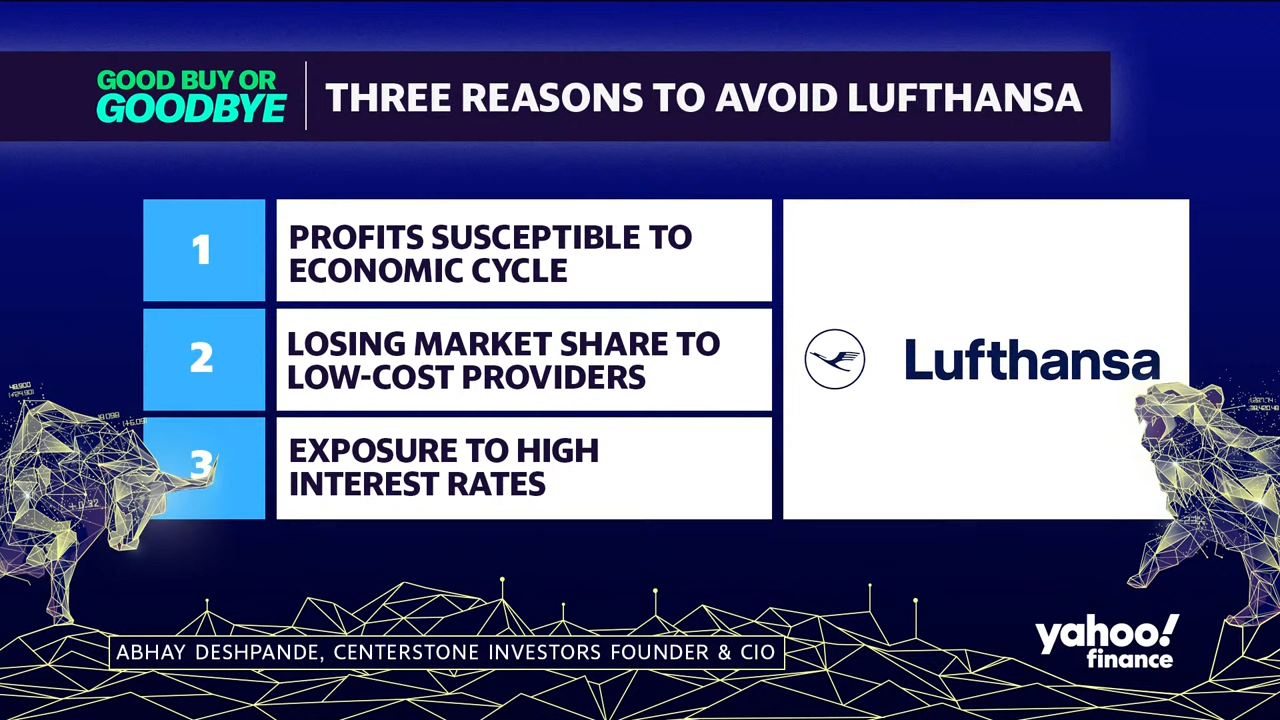 GOOD BUY OR
GOODBYE
THREE REASONS TO AVOID LUFTHANSA
1
PROFITS SUSCEPTIBLE TO
ECONOMIC CYCLE
2
LOSING MARKET SHARE TO
LOW-COST PROVIDERS
3
EXPOSURE TO HIGH
INTEREST RATES
Lufthansa
ABHAY DESHPANDE, CENTERSTONE INVESTORS FOUNDER & CIO
yahoo!
finance